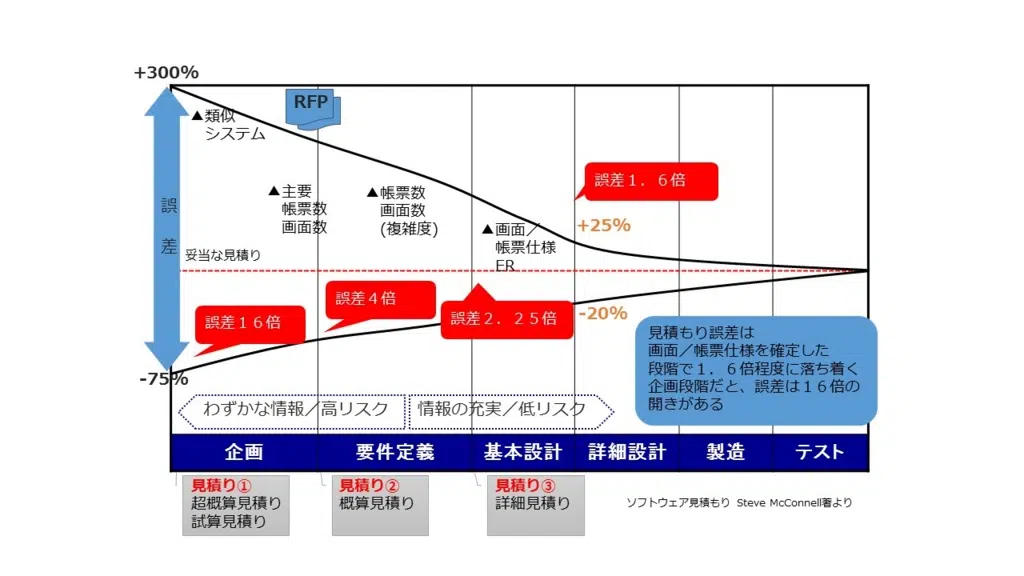 +300%
RFP
▲類似
システム
誤差１．６倍
▲主要
帳票数
画面数
▲帳票数
画面数
(複雑度)
誤
差
▲画面／
帳票仕様
ER
+25%
妥当な見積り
誤差１６倍
誤差４倍
誤差２．２５倍
-20%
見積もり誤差は
画面／帳票仕様を確定した
段階で１．６倍程度に落ち着く
企画段階だと、誤差は１６倍の
開きがある
-75%
わずかな情報／高リスク
情報の充実／低リスク
企画
要件定義
基本設計
詳細設計
製造
テスト
見積り①
超概算見積り
試算見積り
見積り②
概算見積り
見積り③
詳細見積り
ソフトウェア見積もり Steve McConnell著より